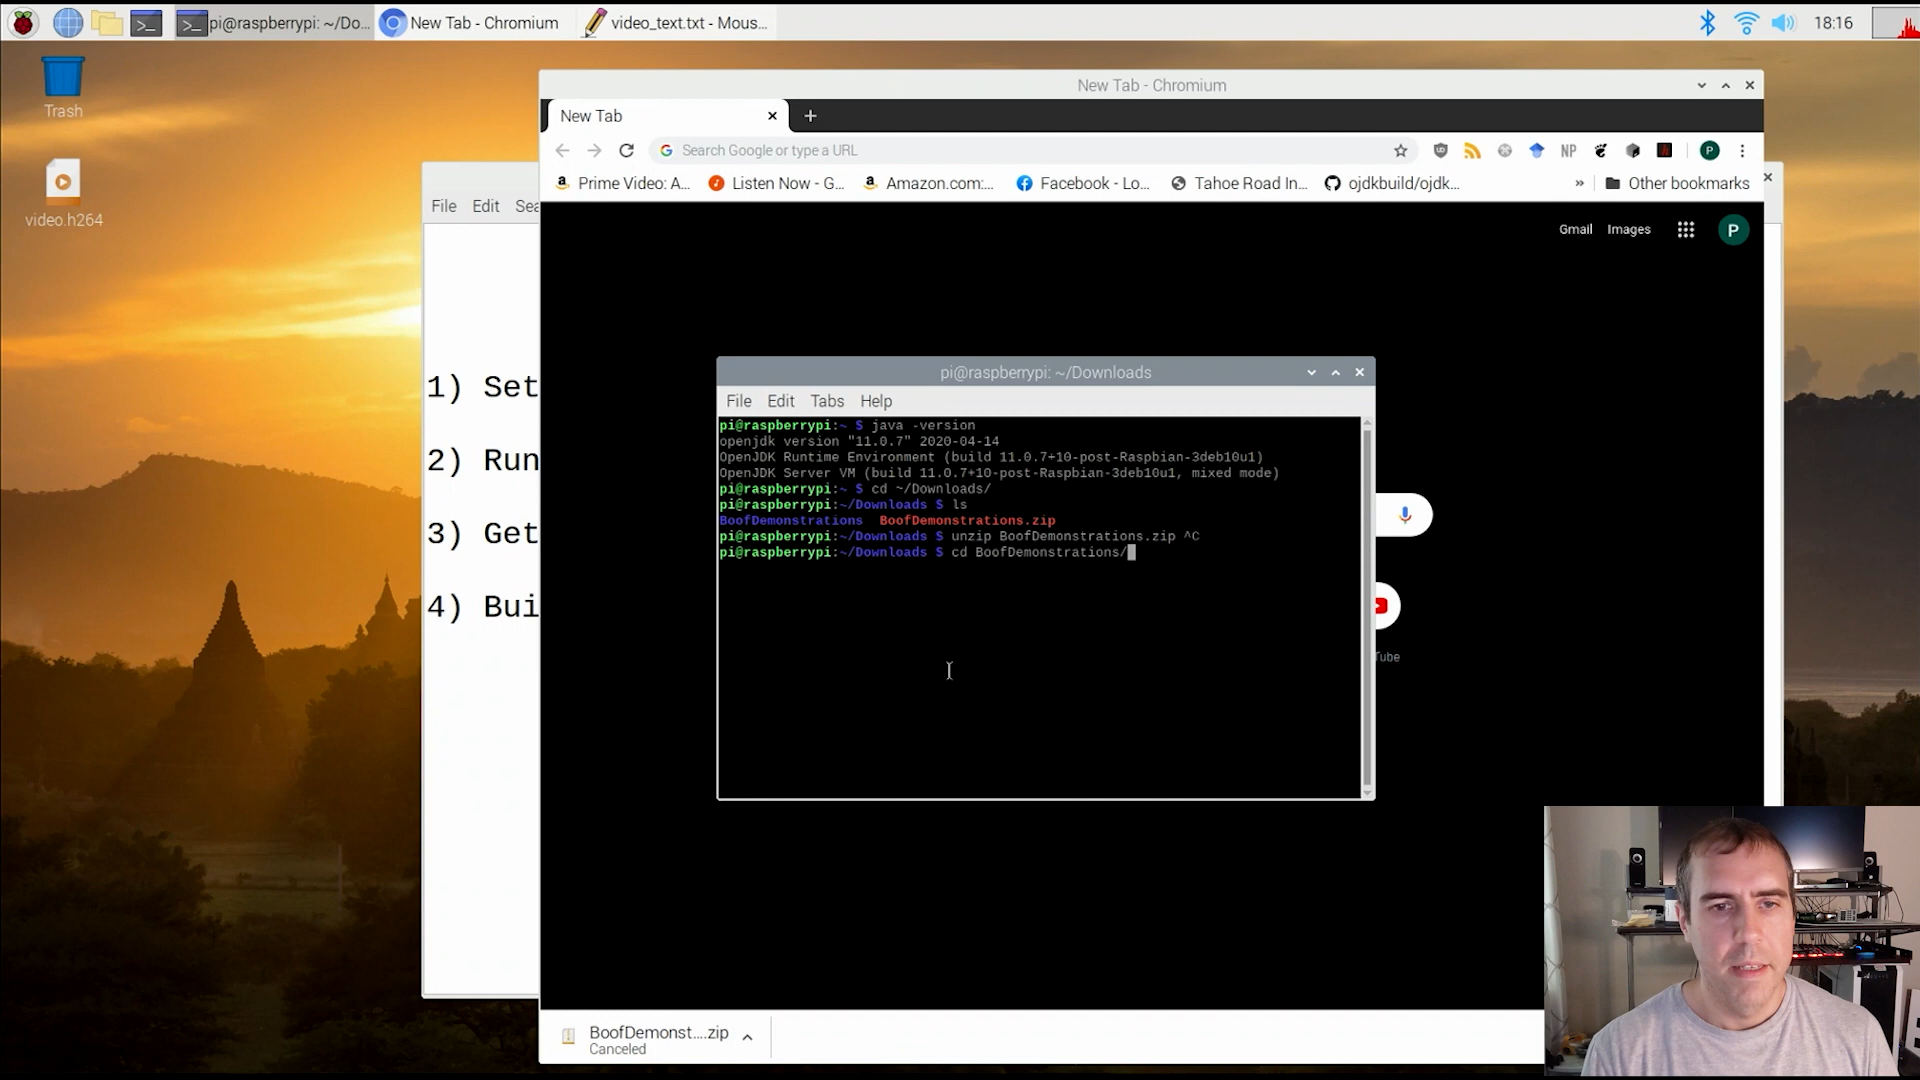 pi@raspberrypi: ~/Do...
New Tab - Chromium
video_text.txt - Mous...
18:16
Trash
video.h264
File Edit Sea
1) Set
2) Run
3) Get
4) Bui
New Tab - Chromium
New Tab
Search Google or type a URL
NP
P
Prime Video: A...
Listen Now - G...
Amazon.com:...
Facebook - Lo...
Tahoe Road In...
ojdkbuild/ojdk...
» Other bookmarks
Gmail Images
P
pi@raspberrypi: ~/Downloads
File Edit Tabs Help
pi@raspberrypi:~ $ java -version
openjdk version "11.0.7" 2020-04-14
OpenJDK Runtime Environment (build 11.0.7+10-post-Raspbian-3deb10u1)
OpenJDK Server VM (build 11.0.7+10-post-Raspbian-3deb10u1, mixed mode)
pi@raspberrypi:~ $ cd ~/Downloads/
pi@raspberrypi:~/Downloads $ ls
BoofDemonstrations BoofDemonstrations.zip
pi@raspberrypi:~/Downloads $ unzip BoofDemonstrations.zip ^C
pi@raspberrypi:~/Downloads $ cd BoofDemonstrations/
Tube
BoofDemonst....zip
Canceled